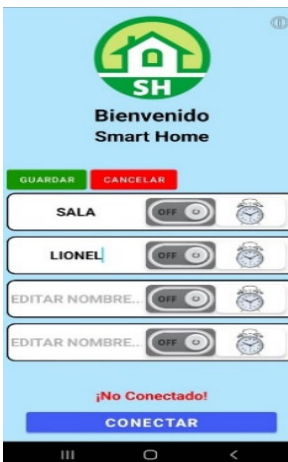 SH
Bienvenido
Smart Home
GUARDAR CANCELAR
SALA OFF
LIONEL OFF
EDITAR NOMBRE... OFF
EDITAR NOMBRE... OFF
¡No Conectado!
CONECTAR